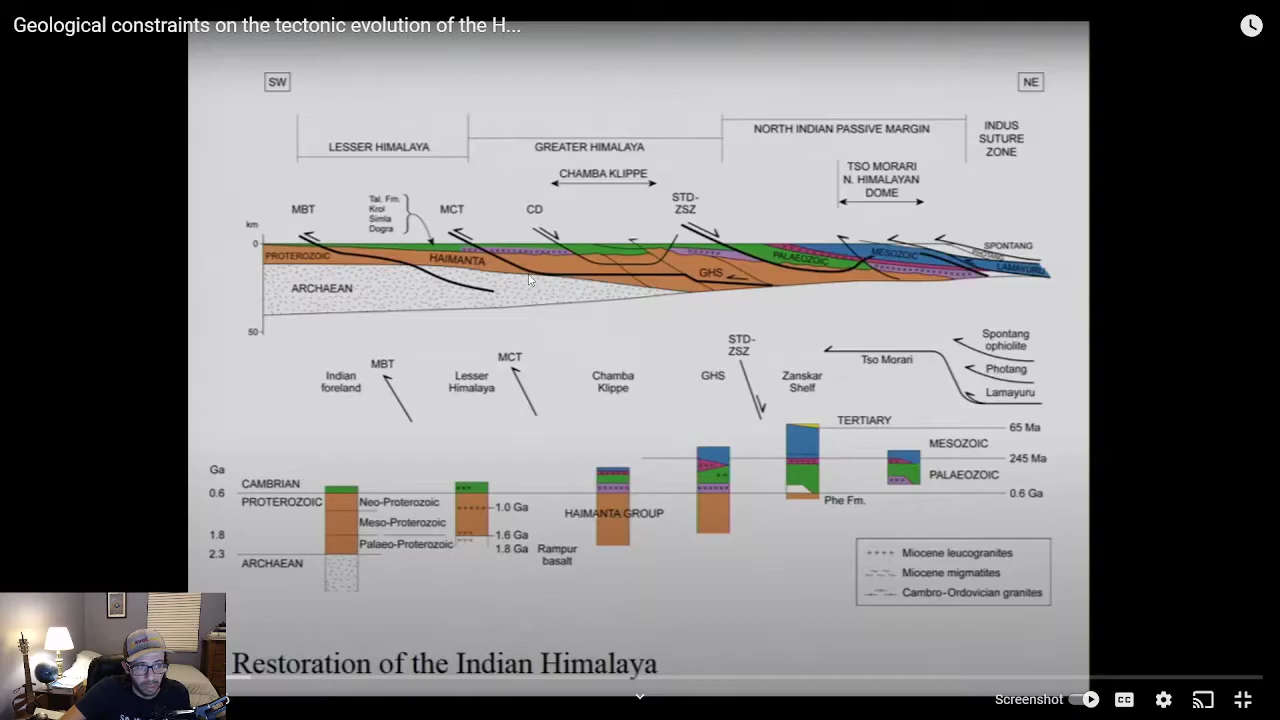 Geological constraints on the tectonic evolution of the H...
SW
NE
LESSER HIMALAYA
GREATER HIMALAYA
NORTH INDIAN PASSIVE MARGIN
INDUS
SUTURE
ZONE
CHAMBA KLIPPE
TSO MORARI
N. HIMALAYAN
DOME
MBT
Tal. Fm.
Krol
Simla
Dogra
MCT
CD
STD-
ZSZ
km
0
50
PROTEROZOIC
HAIMANTA
ARCHAEAN
GHS
PALAEOZOIC
MESOZOIC
SPONTANG
LAMAYURU
MBT
MCT
STD-
ZSZ
Tso Morari
Spontang
ophiolite
Photang
Lamayuru
Indian
foreland
Lesser
Himalaya
Chamba
Klippe
GHS
Zanskar
Shelf
TERTIARY
65 Ma
MESOZOIC
245 Ma
PALAEOZOIC
0.6 Ga
Phe Fm.
Ga
CAMBRIAN
0.6
PROTEROZOIC
Neo-Proterozoic
1.0 Ga
Meso-Proterozoic
HAIMANTA GROUP
1.8
1.6 Ga
Palaeo-Proterozoic
1.8 Ga
Rampur
basalt
2.3
ARCHAEAN
Miocene leucogranites
Miocene migmatites
Cambro-Ordovician granites
Restoration of the Indian Himalaya
Screenshot
CC